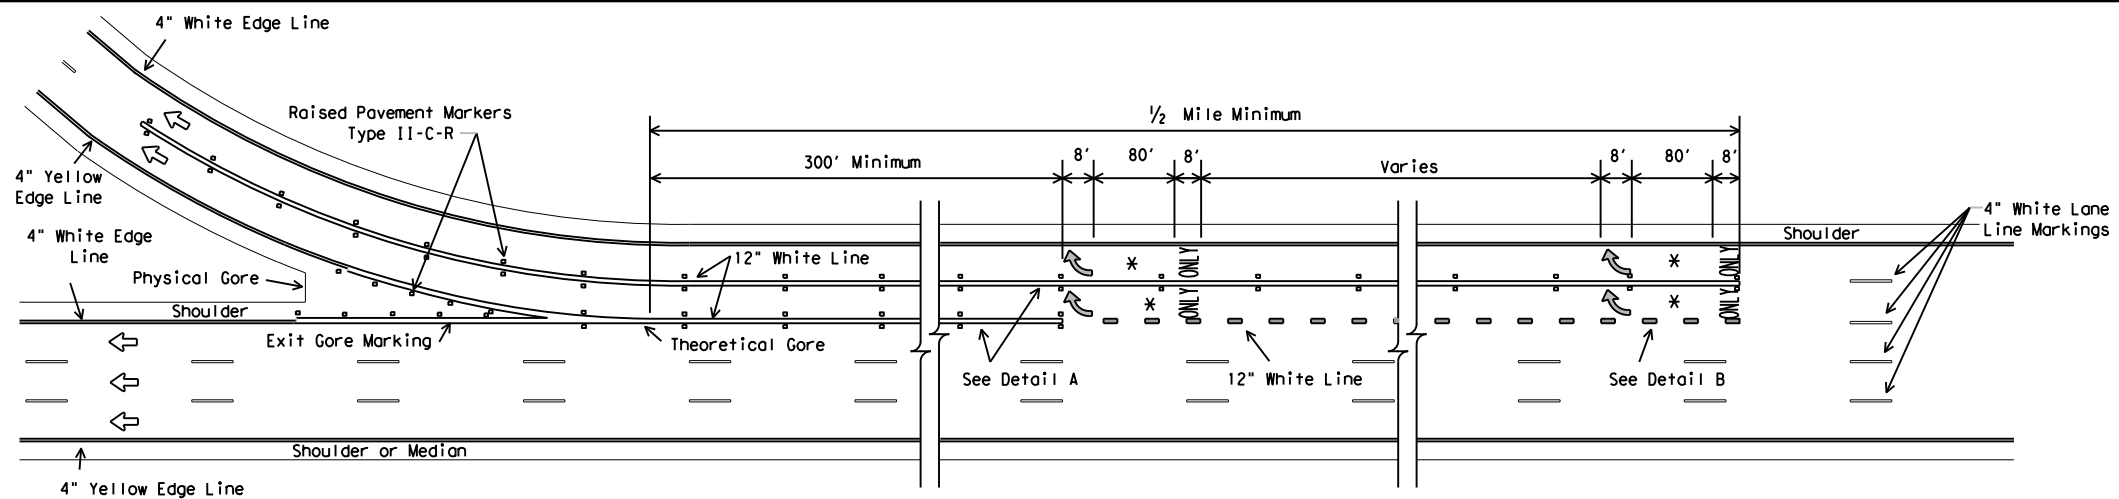 4" White Edge Line
½ Mile Minimum
Raised Pavement Markers
Type II-C-R
300' Minimum
8'
80'
8'
Varies
8'
80'
8'
4" Yellow
Edge Line
4" White Lane
Line Markings
4" White Edge
Line
Shoulder
Physical Gore
12" White Line
*
ONLY
*
ONLY
*
ONLY
*
ONLY
Shoulder
Exit Gore Marking
Theoretical Gore
See Detail A
12" White Line
See Detail B
Shoulder or Median
4" Yellow Edge Line